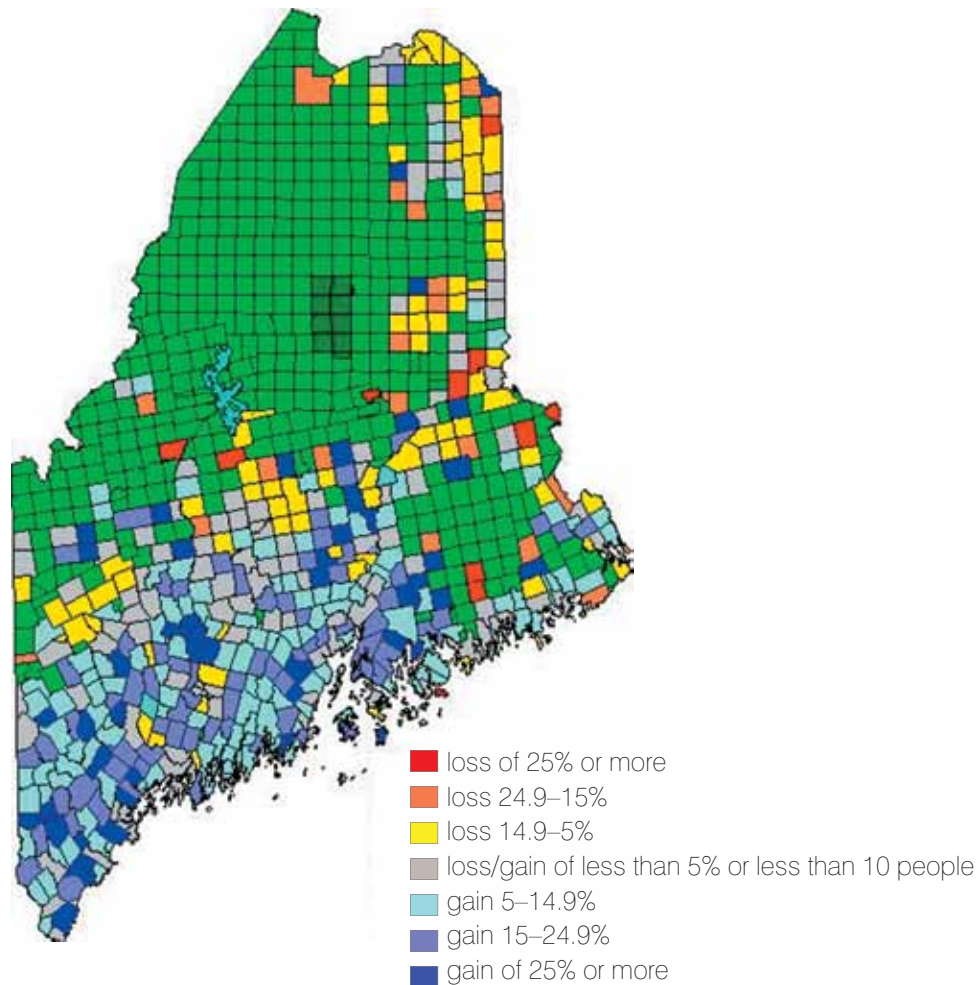 loss of 25% or more
loss 24.9–15%
loss 14.9–5%
loss/gain of less than 5% or less than 10 people
gain 5–14.9%
gain 15–24.9%
gain of 25% or more